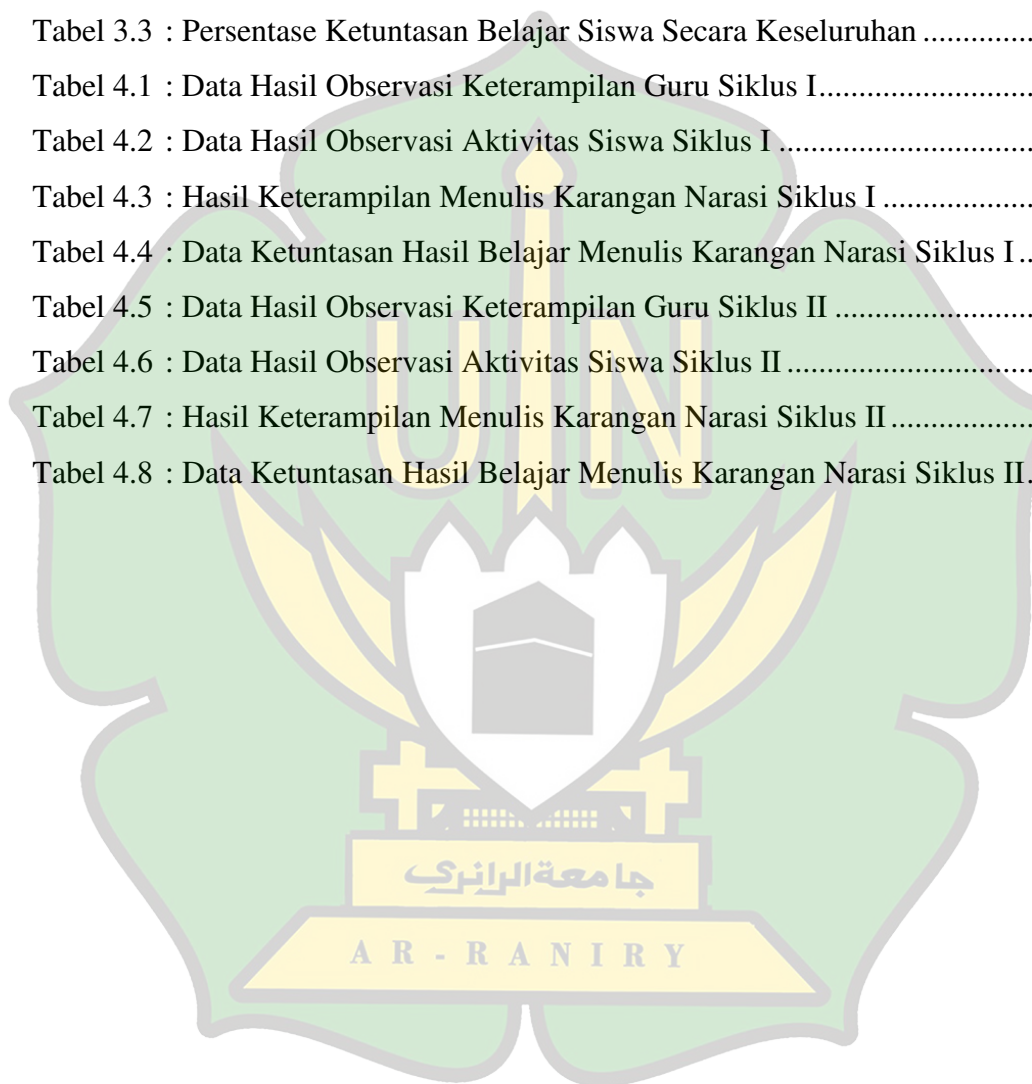 Tabel 3.3 : Persentase Ketuntasan Belajar Siswa Secara Keseluruhan ..............
Tabel 4.1 : Data Hasil Observasi Keterampilan Guru Siklus I..............................
Tabel 4.2 : Data Hasil Observasi Aktivitas Siswa Siklus I ...................................
Tabel 4.3 : Hasil Keterampilan Menulis Karangan Narasi Siklus I ....................
Tabel 4.4 : Data Ketuntasan Hasil Belajar Menulis Karangan Narasi Siklus I ..
Tabel 4.5 : Data Hasil Observasi Keterampilan Guru Siklus II ...........................
Tabel 4.6 : Data Hasil Observasi Aktivitas Siswa Siklus II .................................
Tabel 4.7 : Hasil Keterampilan Menulis Karangan Narasi Siklus II ...................
Tabel 4.8 : Data Ketuntasan Hasil Belajar Menulis Karangan Narasi Siklus II.
UIN
جامعة الرانري
AR-RANIRY